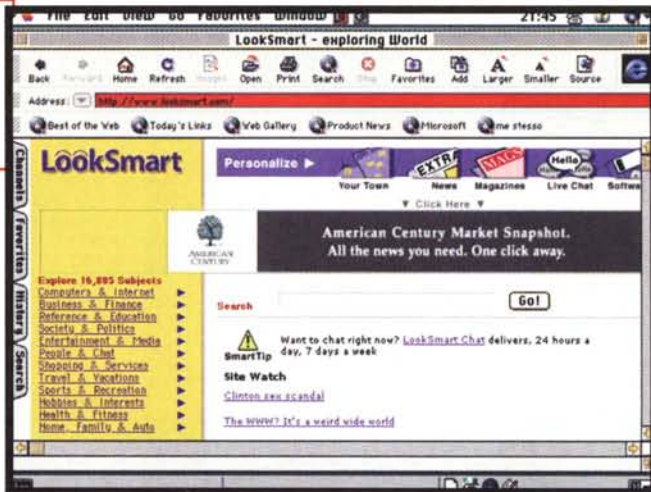 File Edit View Go Favorites Window 21:45
LookSmart - exploring World
Back Forward Home Refresh Images Open Print Search Stop Favorites Add Larger Smaller Source
Address: http://www.looksmart.com/
Best of the Web Today's Links Web Gallery Product News Microsoft me stesso
Channels
Favorites
History
Search
LookSmart
Personalize
EXTRA
MAGS
Hello
Your Town News Magazines Live Chat Softwa
Click Here
AMERICAN
CENTURY
American Century Market Snapshot.
All the news you need. One click away.
Explore 16,805 Subjects
Computers & Internet
Business & Finance
Reference & Education
Society & Politics
Entertainment & Media
People & Chat
Shopping & Services
Travel & Vacations
Sports & Recreation
Hobbies & Interests
Health & Fitness
Home, Family & Auto
Search Go!
SmartTip
Want to chat right now? LookSmart Chat delivers, 24 hours a
day, 7 days a week
Site Watch
Clinton sex scandal
The WWW? It's a weird wide world